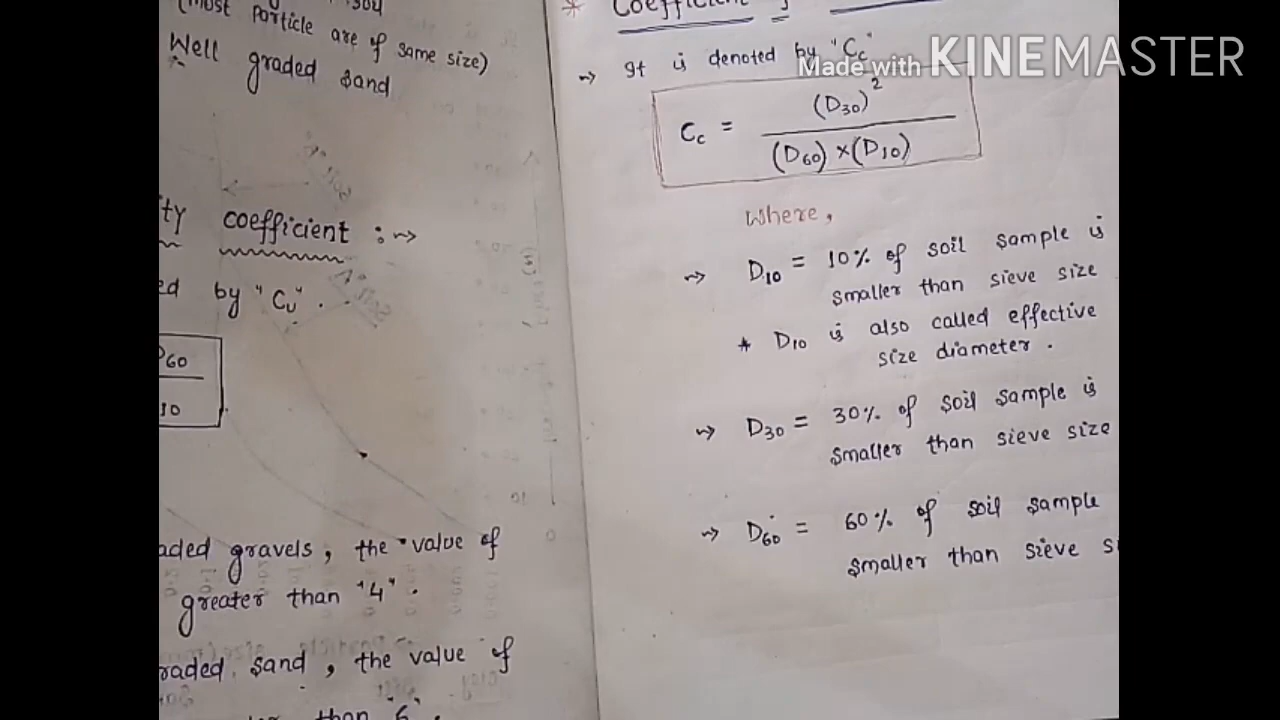 (most particle are of same size)
Well graded sand
ty coefficient :~>
ed by "Cu".
D60
10
aded gravels, the value of
greater than "4".
raded sand, the value of
than "6".
* Coefficient
~> It is denoted by "Cc"
Made with KINEMASTER
Cc = (D30)² / (D60) × (D10)
Where,
~> D10 = 10% of soil sample is
smaller than sieve size
* D10 is also called effective
size diameter.
~> D30 = 30% of soil sample is
smaller than sieve size
~> D60 = 60% of soil sample
smaller than sieve s